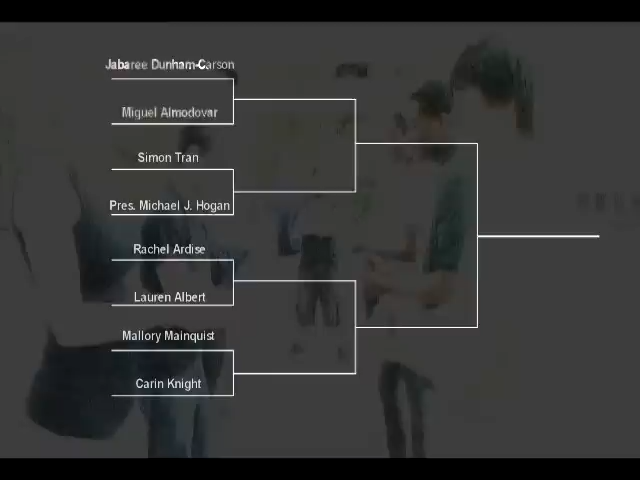 Jabaree Dunham-Carson
Miguel Almodovar
Simon Tran
Pres. Michael J. Hogan
Rachel Ardise
Lauren Albert
Mallory Mainquist
Carin Knight